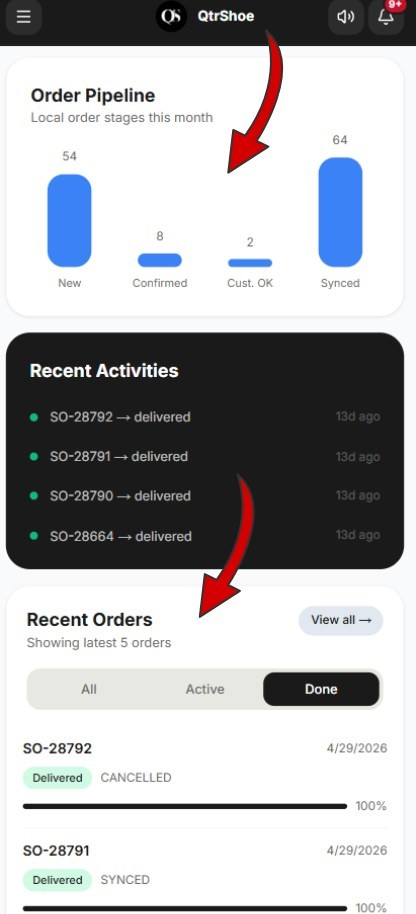 QS QtrShoe 9+
Order Pipeline
Local order stages this month
54 8 2 64
New Confirmed Cust. OK Synced
Recent Activities
SO-28792 → delivered 13d ago
SO-28791 → delivered 13d ago
SO-28790 → delivered 13d ago
SO-28664 → delivered 13d ago
Recent Orders View all →
Showing latest 5 orders
All Active Done
SO-28792 4/29/2026
Delivered CANCELLED
100%
SO-28791 4/29/2026
Delivered SYNCED
100%